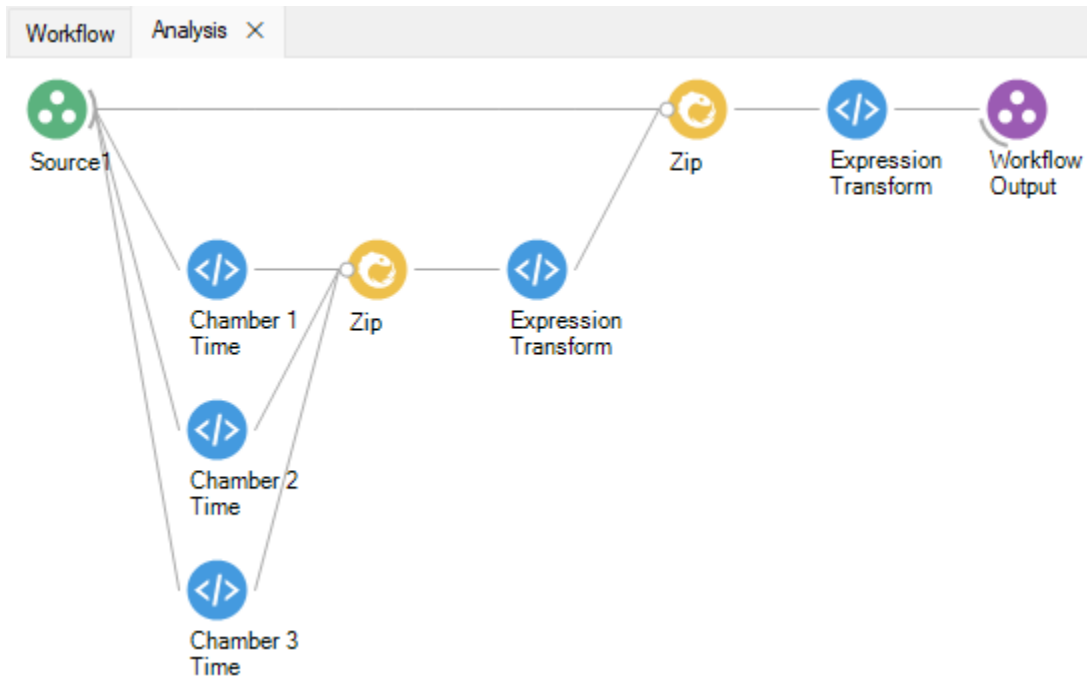 Workflow
Analysis
Source1
Zip
Expression
Transform
Workflow
Output
Chamber 1
Time
Zip
Expression
Transform
Chamber 2
Time
Chamber 3
Time